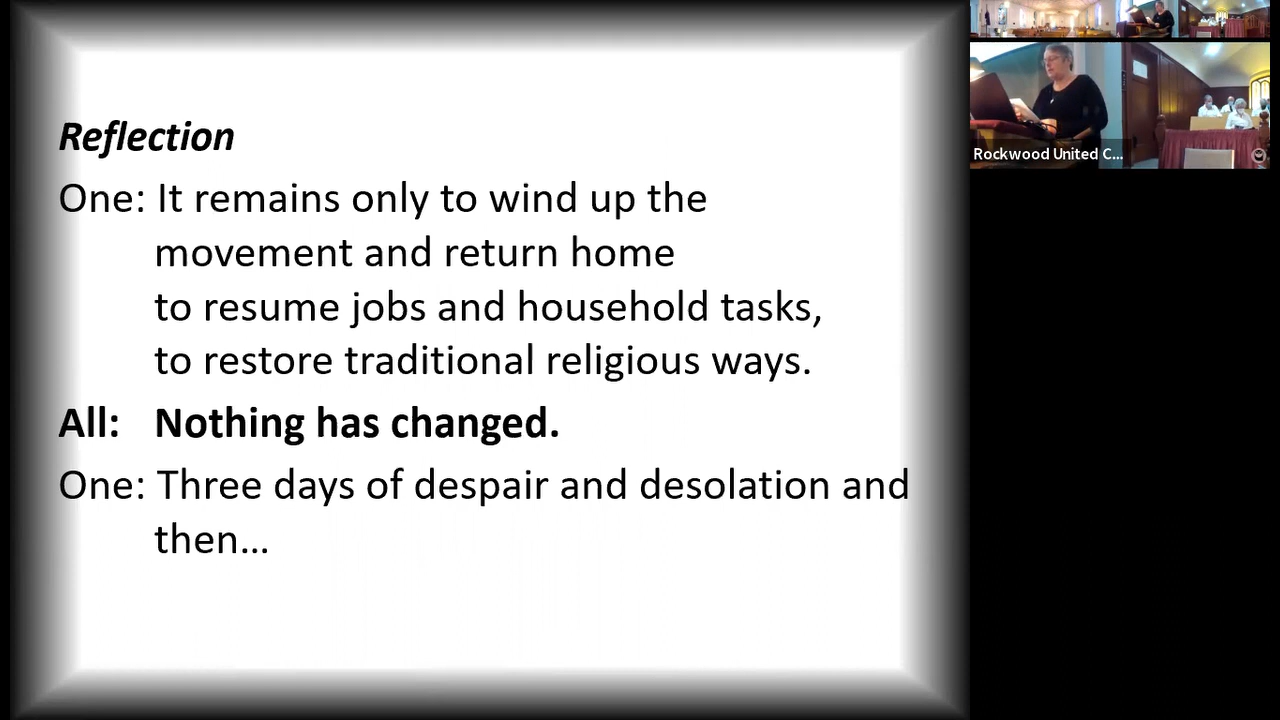 Reflection
One: It remains only to wind up the
movement and return home
to resume jobs and household tasks,
to restore traditional religious ways.
All: Nothing has changed.
One: Three days of despair and desolation and
then...
Rockwood United C...